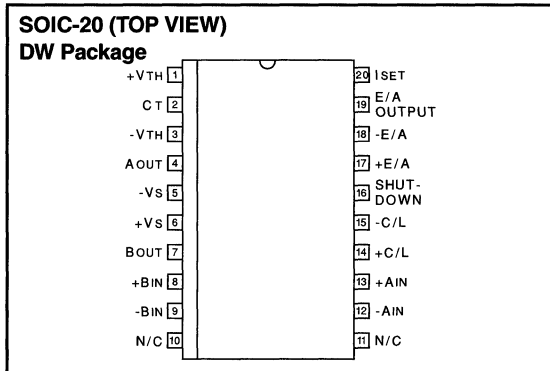 SOIC-20 (TOP VIEW)
DW Package
+VTH 1
CT 2
-VTH 3
AOUT 4
-VS 5
+VS 6
BOUT 7
+BIN 8
-BIN 9
N/C 10
20 ISET
19 E/A
OUTPUT
18 -E/A
17 +E/A
16 SHUT-
DOWN
15 -C/L
14 +C/L
13 +AIN
12 -AIN
11 N/C